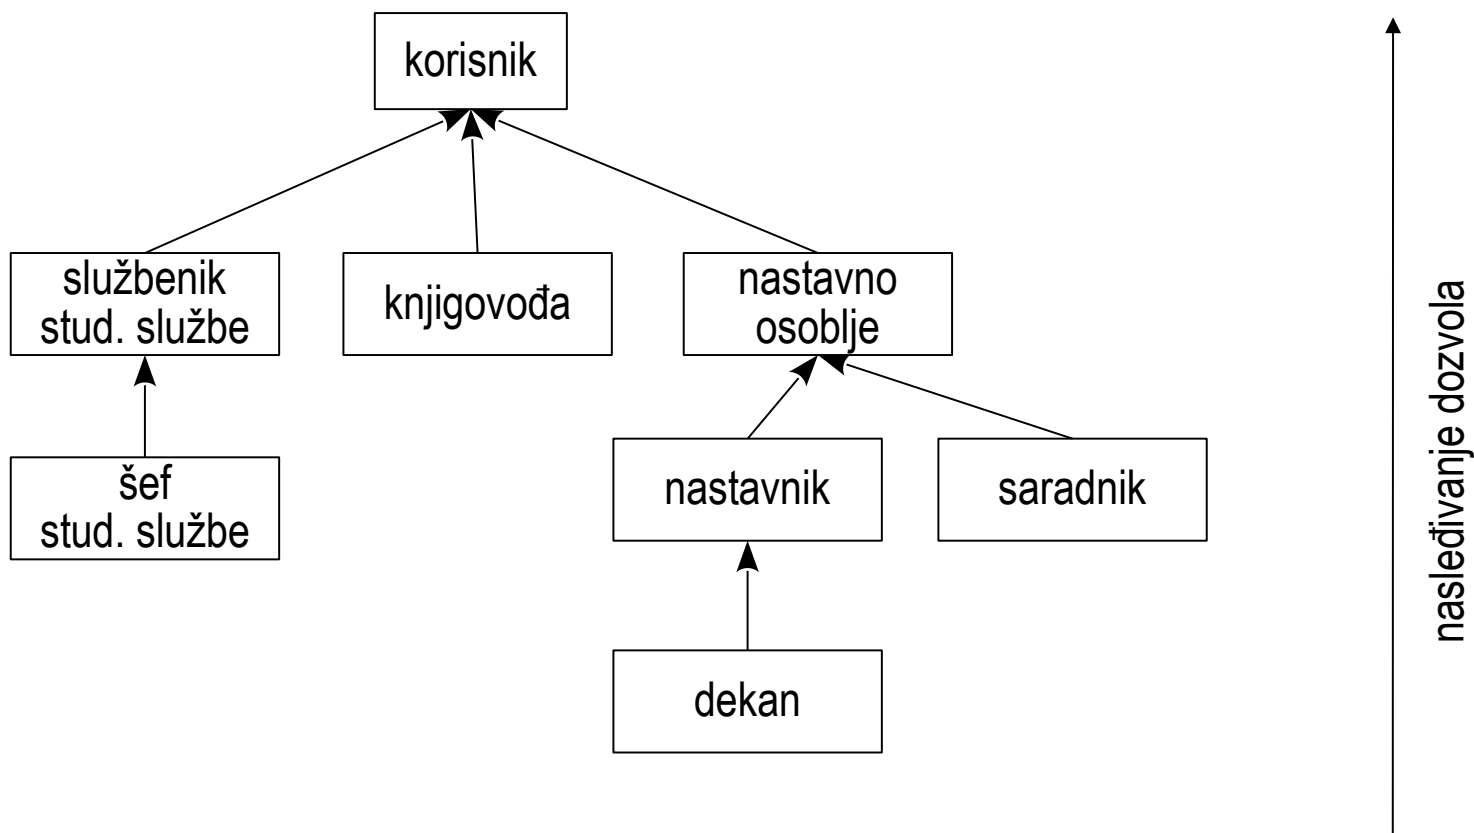 korisnik
službenik
stud. službe
knjigovođa
nastavno
osoblje
šef
stud. službe
nastavnik
saradnik
dekan
nasleđivanje dozvola